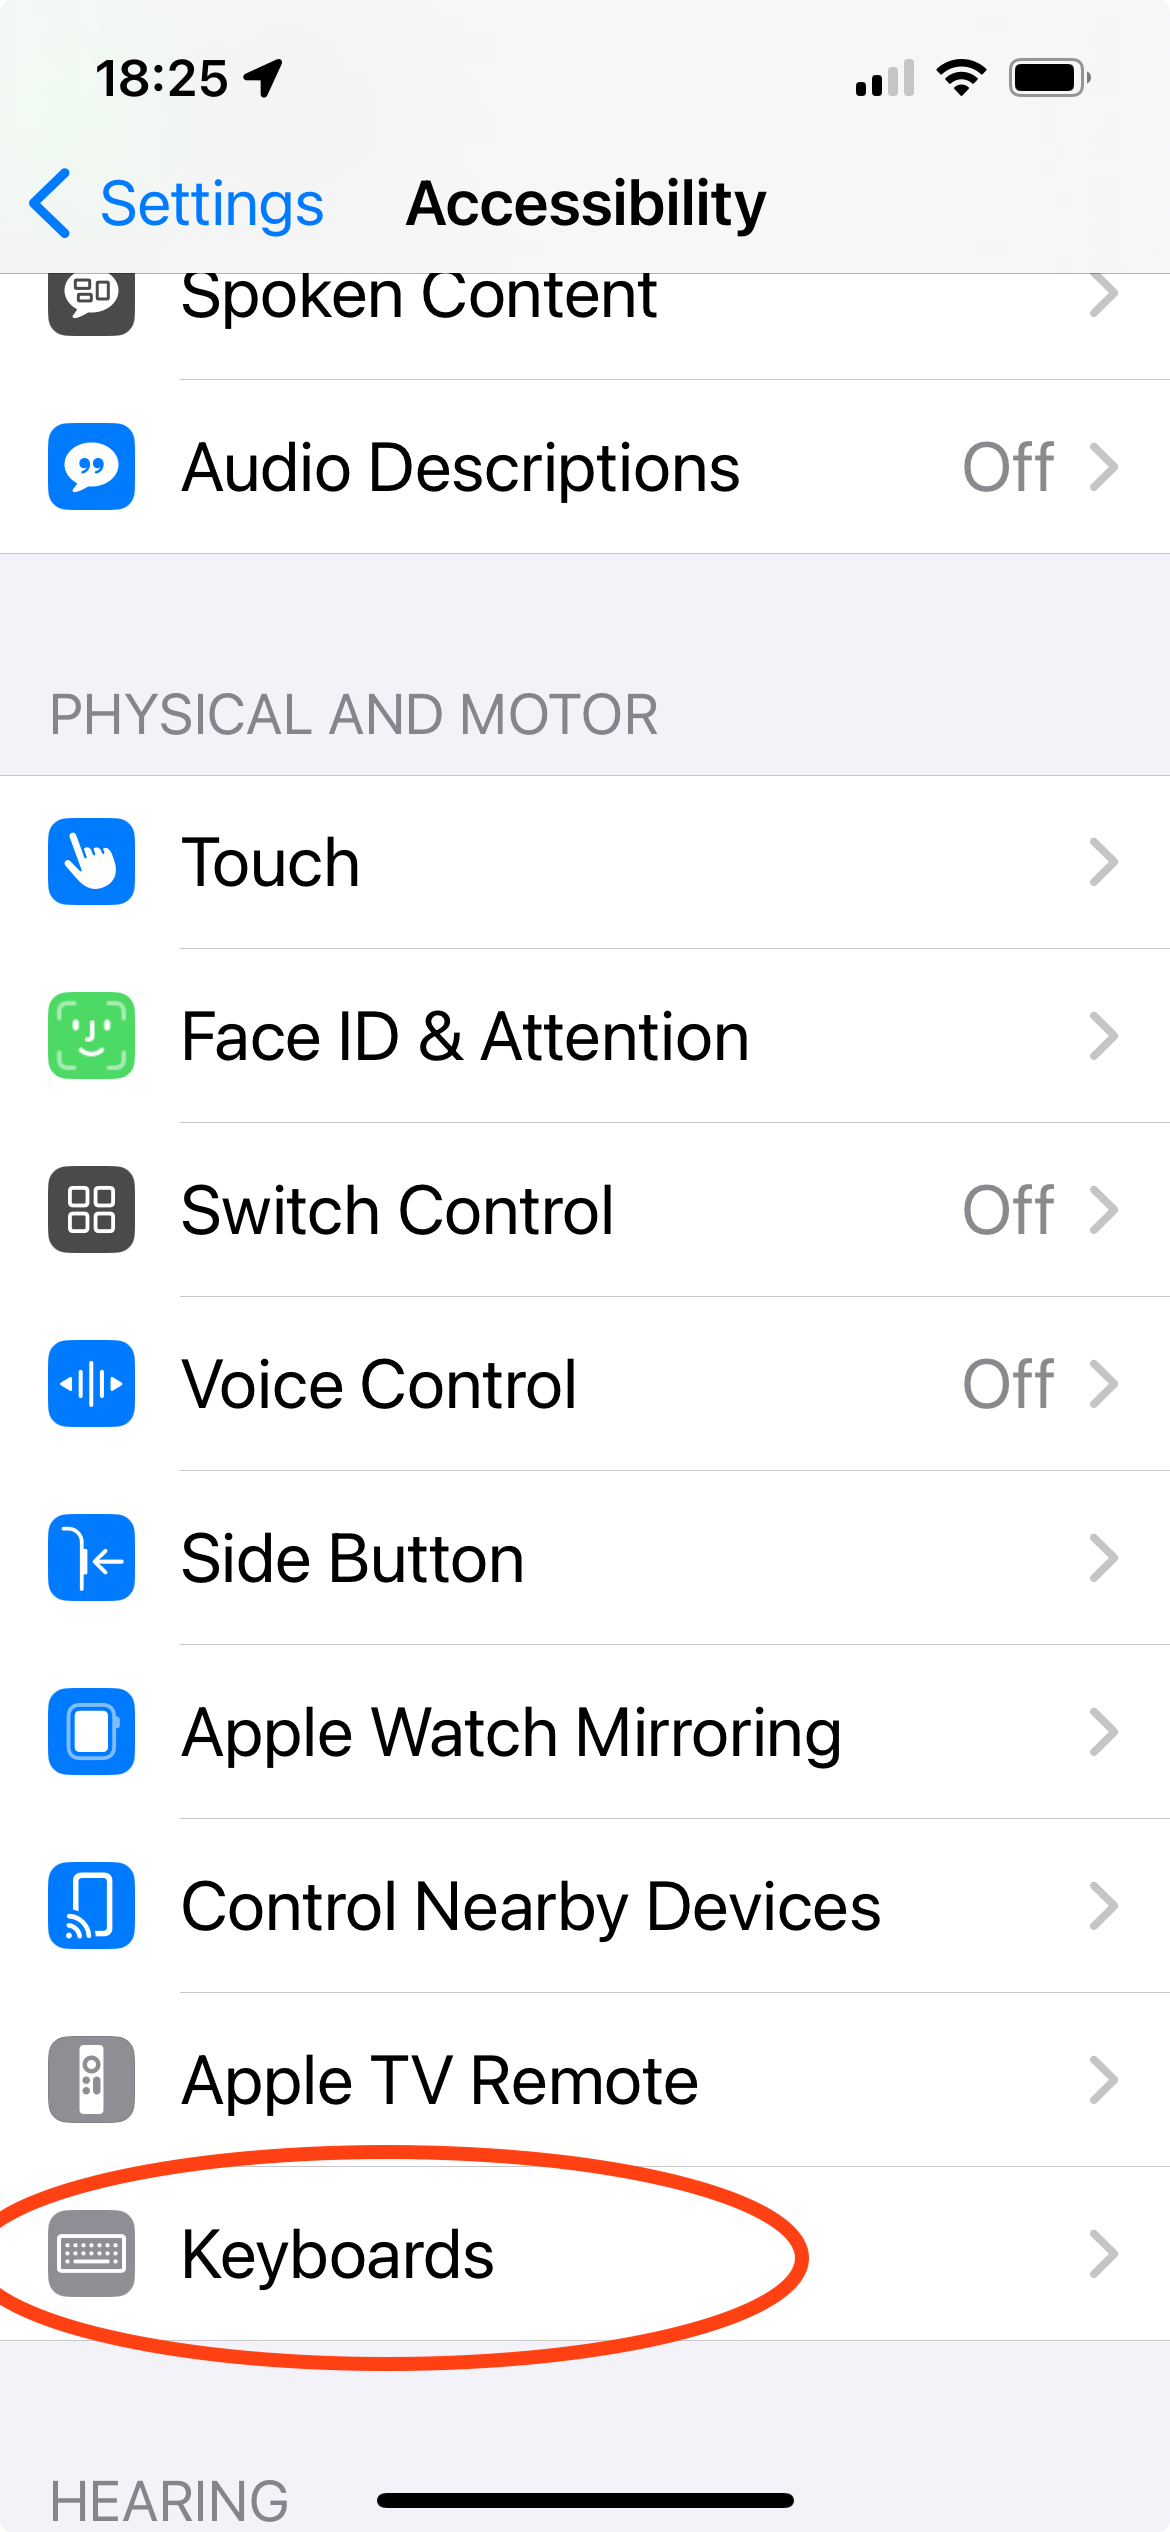 18:25
Settings
Accessibility
Spoken Content
Audio Descriptions Off
PHYSICAL AND MOTOR
Touch
Face ID & Attention
Switch Control Off
Voice Control Off
Side Button
Apple Watch Mirroring
Control Nearby Devices
Apple TV Remote
Keyboards
HEARING